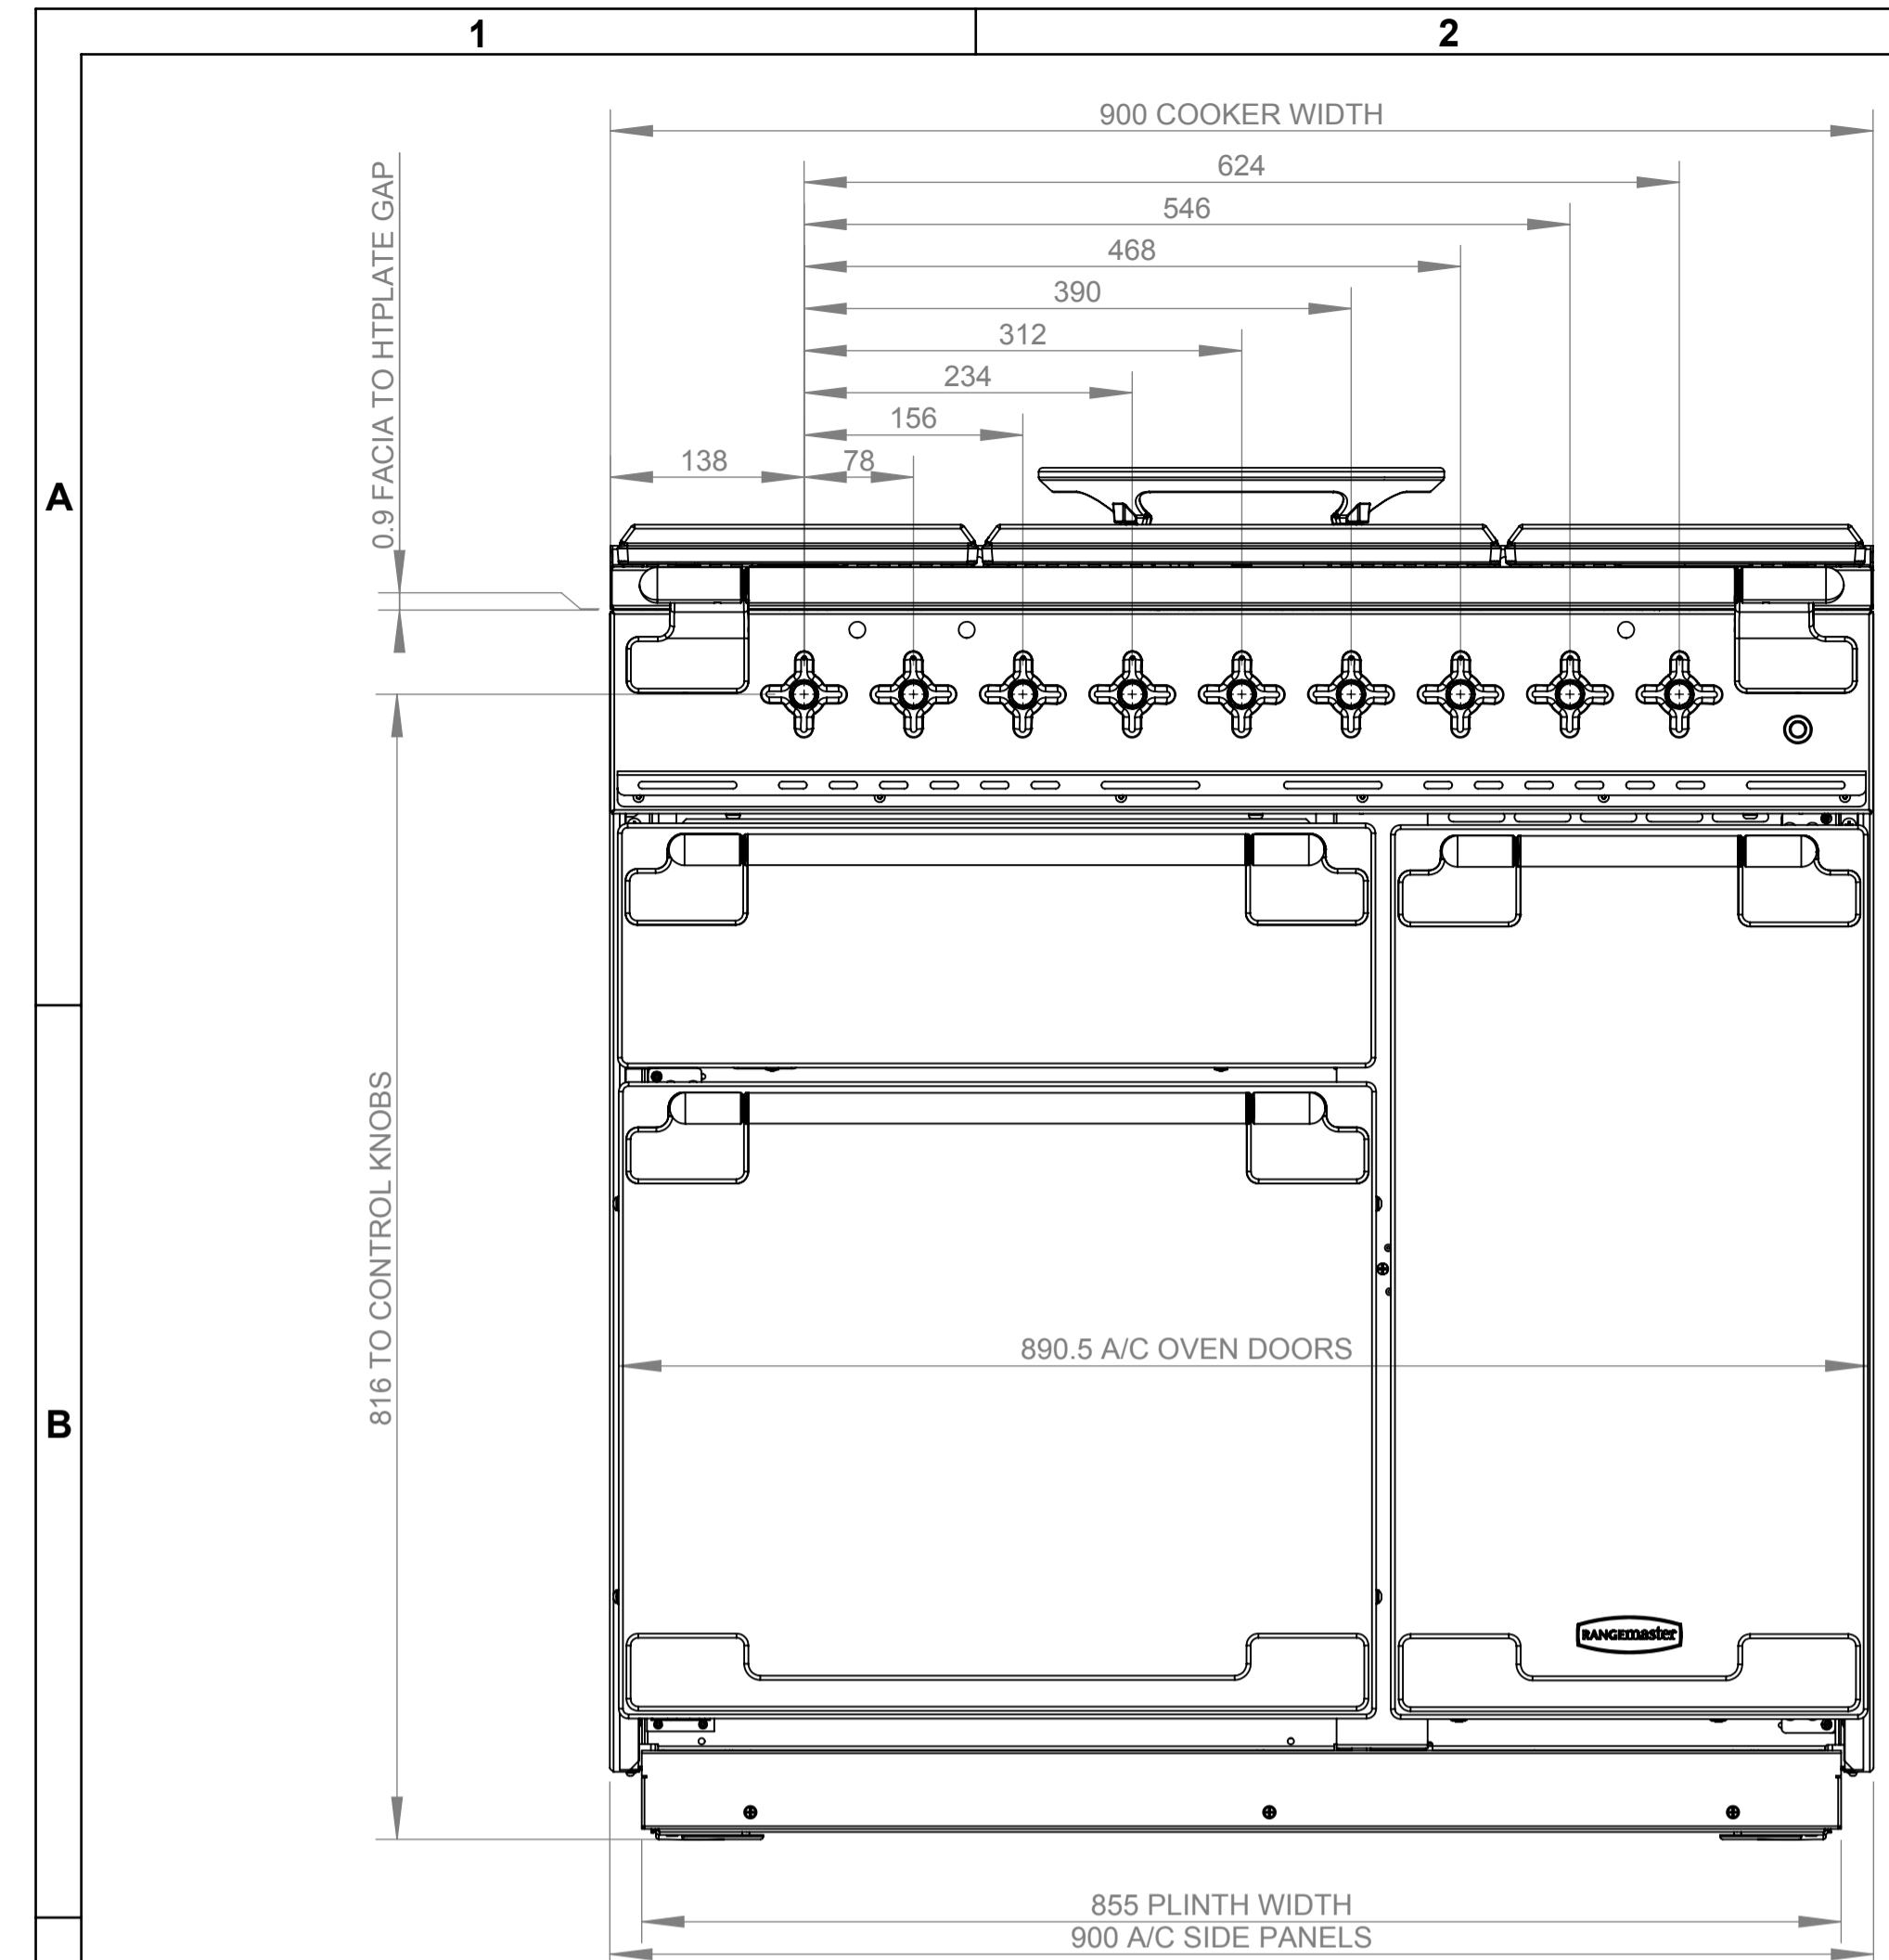 1
2
900 COOKER WIDTH
624
546
468
390
312
234
156
138
78
0.9 FACIA TO HTPLATE GAP
A
816 TO CONTROL KNOBS
890.5 A/C OVEN DOORS
B
RANGEmaster
855 PLINTH WIDTH
900 A/C SIDE PANELS